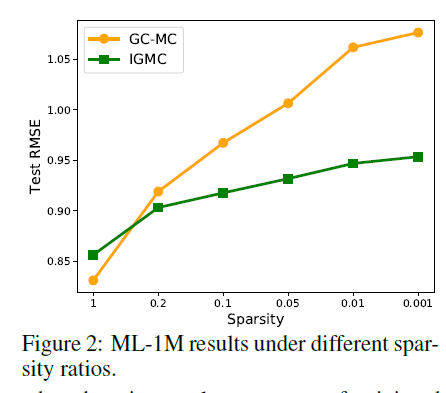 GC-MC
IGMC
1.05
1.00
0.95
0.90
0.85
Test RMSE
1 0.2 0.1 0.05 0.01 0.001
Sparsity
Figure 2: ML-1M results under different spar-
sity ratios.